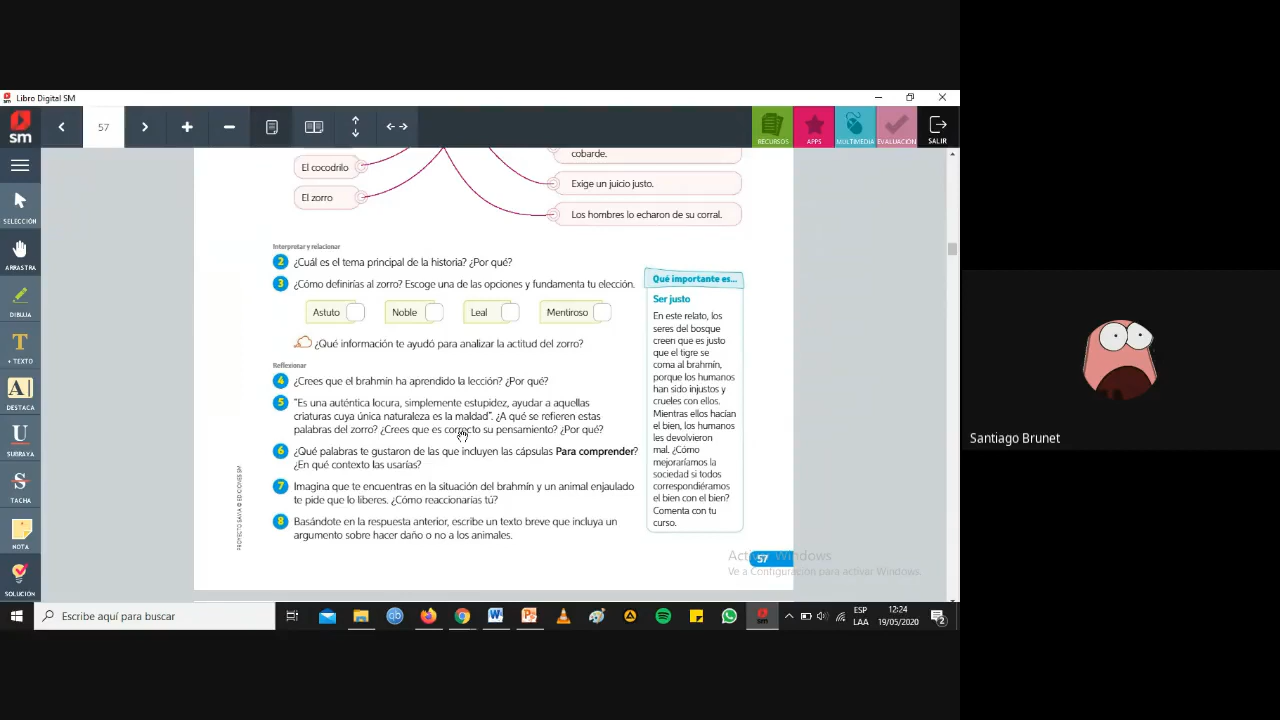 Libro Digital SM
sm
57
RECURSOS
APPS
MULTIMEDIA
EVALUACIÓN
SALIR
SELECCIÓN
ARRASTRA
DIBUJA
+ TEXTO
DESTACA
SUBRAYA
TACHA
NOTA
SOLUCION
cobarde.
El cocodrilo
Exige un juicio justo.
El zorro
Los hombres lo echaron de su corral.
Interpretar y relacionar
2 ¿Cuál es el tema principal de la historia? ¿Por qué?
3 ¿Cómo definirías al zorro? Escoge una de las opciones y fundamenta tu elección.
Astuto
Noble
Leal
Mentiroso
¿Qué información te ayudó para analizar la actitud del zorro?
Reflexionar
4 ¿Crees que el brahmín ha aprendido la lección? ¿Por qué?
5 "Es una auténtica locura, simplemente estupidez, ayudar a aquellas
criaturas cuya única naturaleza es la maldad". ¿A qué se refieren estas
palabras del zorro? ¿Crees que es correcto su pensamiento? ¿Por qué?
6 ¿Qué palabras te gustaron de las que incluyen las cápsulas Para comprender?
¿En qué contexto las usarías?
7 Imagina que te encuentras en la situación del brahmín y un animal enjaulado
te pide que lo liberes. ¿Cómo reaccionarías tú?
8 Basándote en la respuesta anterior, escribe un texto breve que incluya un
argumento sobre hacer daño o no a los animales.
PROYECTO SAVIA © EDICIONES SM
Qué importante es...
Ser justo
En este relato, los
seres del bosque
creen que es justo
que el tigre se
coma al brahmín,
porque los humanos
han sido injustos y
crueles con ellos.
Mientras ellos hacían
el bien, los humanos
les devolvieron
mal. ¿Cómo
mejoraríamos la
sociedad si todos
correspondiéramos
el bien con el bien?
Comenta con tu
curso.
57
Activar Windows
Ve a Configuración para activar Windows.
Escribe aquí para buscar
ESP
LAA
12:24
19/05/2020
2
Santiago Brunet